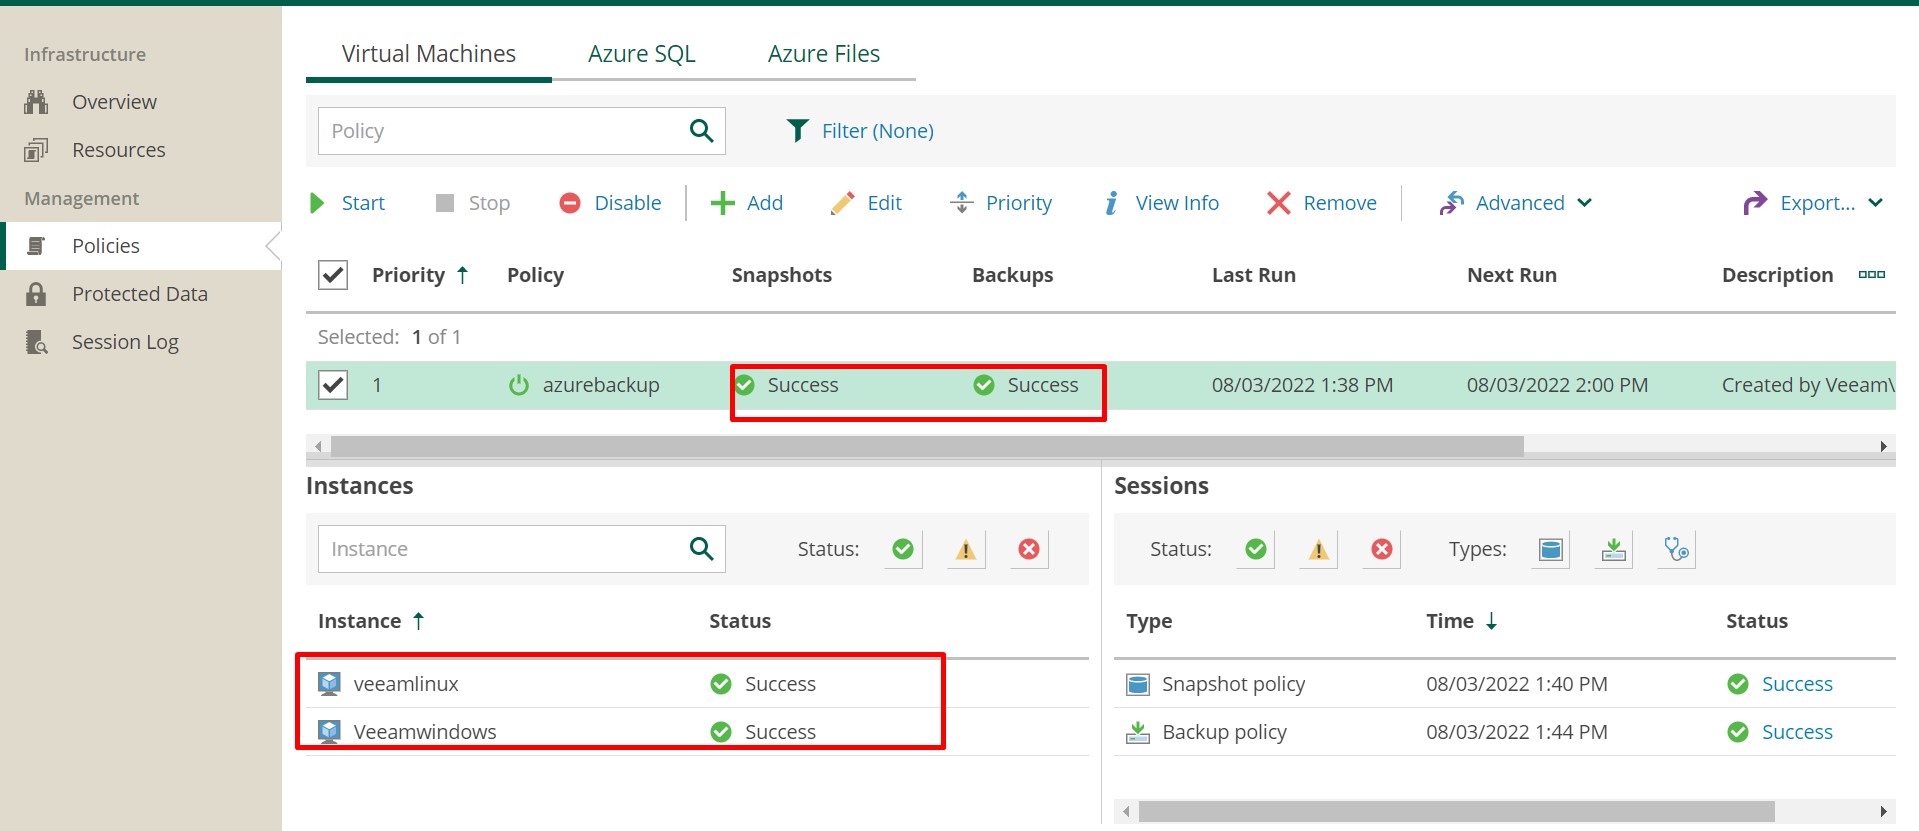 Infrastructure
Overview
Resources
Management
Policies
Protected Data
Session Log
Virtual Machines Azure SQL Azure Files
Policy Filter (None)
Start Stop Disable Add Edit Priority View Info Remove Advanced Export...
Priority Policy Snapshots Backups Last Run Next Run Description
Selected: 1 of 1
1 azurebackup Success Success 08/03/2022 1:38 PM 08/03/2022 2:00 PM Created by Veeam\
Instances
Instance Status:
Instance Status
veeamlinux Success
Veeamwindows Success
Sessions
Status: Types:
Type Time Status
Snapshot policy 08/03/2022 1:40 PM Success
Backup policy 08/03/2022 1:44 PM Success